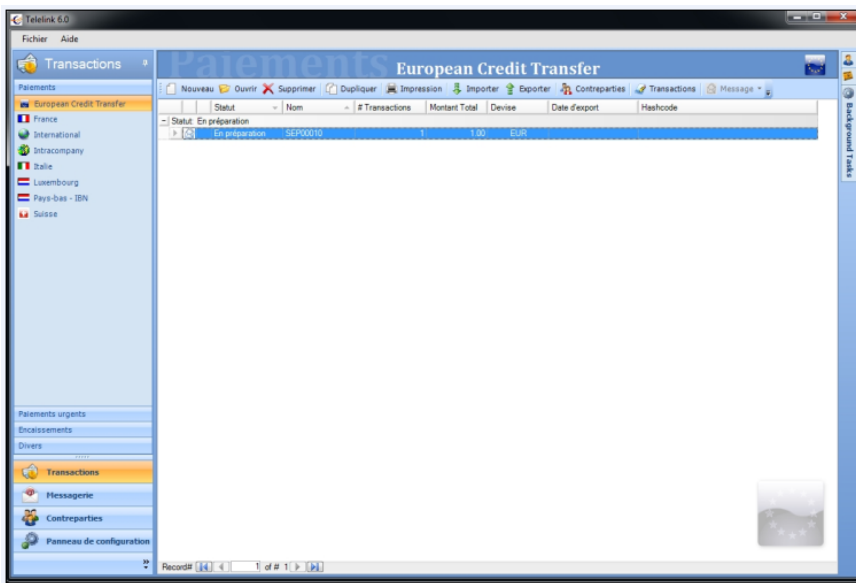 Telelink 6.0
Fichier Aide
Transactions
Paiements
European Credit Transfer
Paiements
European Credit Transfer
France
International
Intracompany
Italie
Luxembourg
Pays-bas - IBN
Suisse
Nouveau Ouvrir Supprimer Dupliquer Impression Importer Exporter Contreparties Transactions Message
Statut Nom # Transactions Montant Total Devise Date d'export Hashcode
Statut: En préparation
En préparation SEP00010 1 1.00 EUR
Background Tasks
Paiements urgents
Encaissements
Divers
Transactions
Messagerie
Contreparties
Panneau de configuration
Record# 1 of # 1